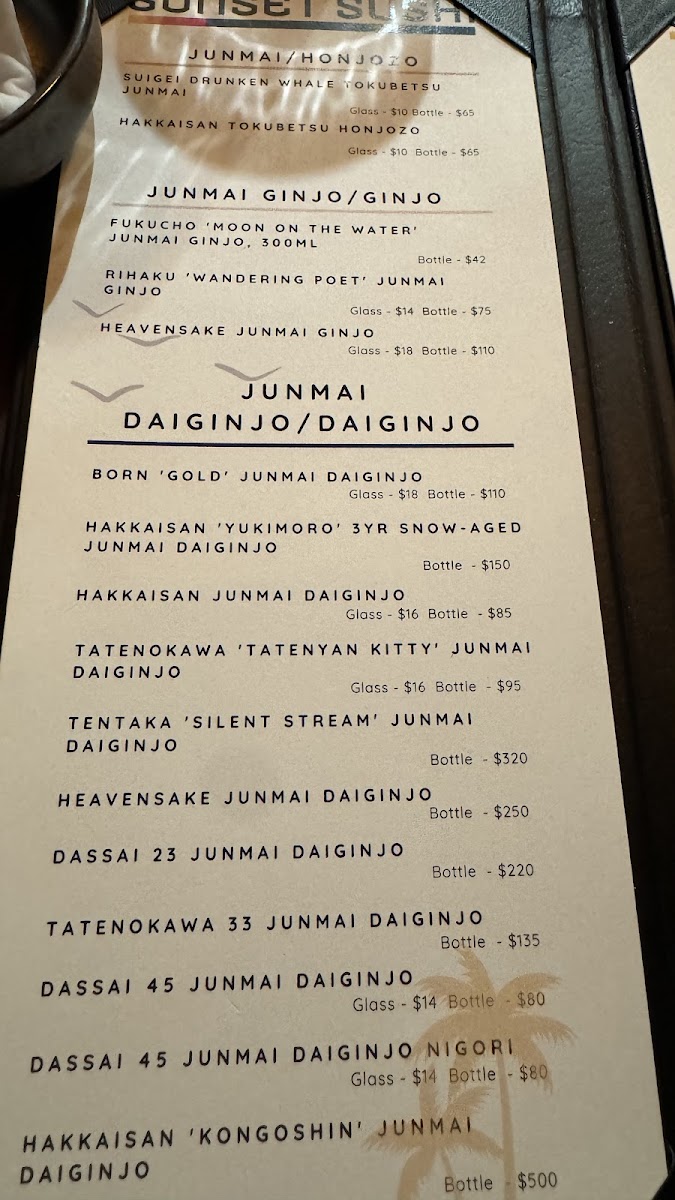 SUNSET SUSHI
JUNMAI/HONJOZO
SUIGEI DRUNKEN WHALE TOKUBETSU
JUNMAI
Glass - $10 Bottle - $65
HAKKAISAN TOKUBETSU HONJOZO
Glass - $10 Bottle - $65
JUNMAI GINJO/GINJO
FUKUCHO 'MOON ON THE WATER'
JUNMAI GINJO, 300ML
Bottle - $42
RIHAKU 'WANDERING POET' JUNMAI
GINJO
Glass - $14 Bottle - $75
HEAVENSAKE JUNMAI GINJO
Glass - $18 Bottle - $110
JUNMAI
DAIGINJO/DAIGINJO
BORN 'GOLD' JUNMAI DAIGINJO
Glass - $18 Bottle - $110
HAKKAISAN 'YUKIMORO' 3YR SNOW-AGED
JUNMAI DAIGINJO
Bottle - $150
HAKKAISAN JUNMAI DAIGINJO
Glass - $16 Bottle - $85
TATENOKAWA 'TATENYAN KITTY' JUNMAI
DAIGINJO
Glass - $16 Bottle - $95
TENTAKA 'SILENT STREAM' JUNMAI
DAIGINJO
Bottle - $320
HEAVENSAKE JUNMAI DAIGINJO
Bottle - $250
DASSAI 23 JUNMAI DAIGINJO
Bottle - $220
TATENOKAWA 33 JUNMAI DAIGINJO
Bottle - $135
DASSAI 45 JUNMAI DAIGINJO
Glass - $14 Bottle - $80
DASSAI 45 JUNMAI DAIGINJO NIGORI
Glass - $14 Bottle - $80
HAKKAISAN 'KONGOSHIN' JUNMAI
DAIGINJO
Bottle - $500